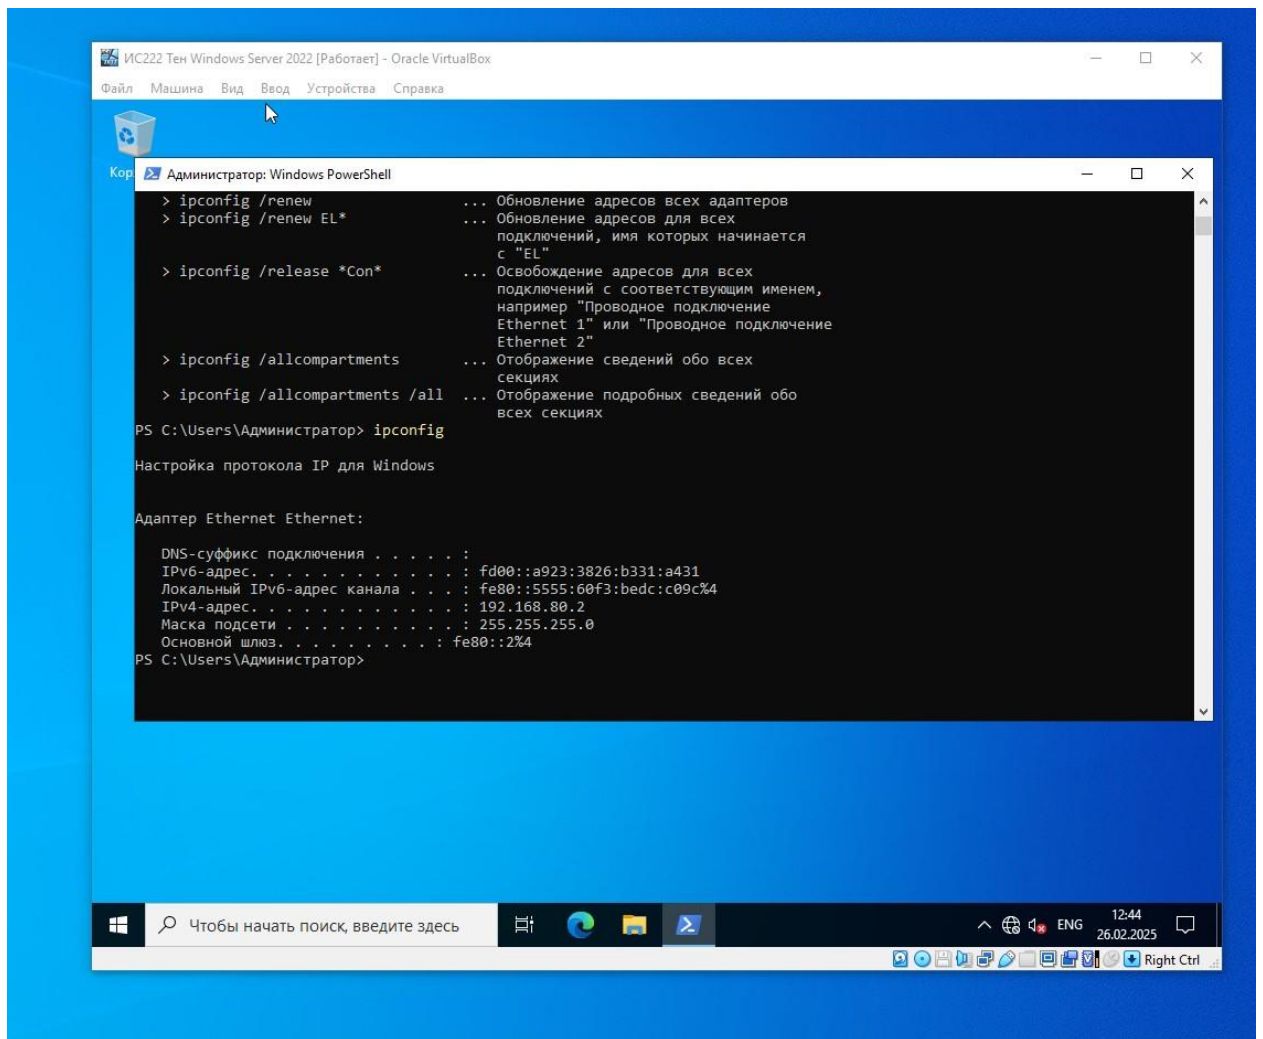 ИС222 Тен Windows Server 2022 [Работает] - Oracle VirtualBox
Файл Машина Вид Ввод Устройства Справка
Кор
Администратор: Windows PowerShell
> ipconfig /renew ... Обновление адресов всех адаптеров
> ipconfig /renew EL* ... Обновление адресов для всех
подключений, имя которых начинается
с "EL"
> ipconfig /release *Con* ... Освобождение адресов для всех
подключений с соответствующим именем,
например "Проводное подключение
Ethernet 1" или "Проводное подключение
Ethernet 2"
> ipconfig /allcompartments ... Отображение сведений обо всех
секциях
> ipconfig /allcompartments /all ... Отображение подробных сведений обо
всех секциях
PS C:\Users\Администратор> ipconfig
Настройка протокола IP для Windows
Адаптер Ethernet Ethernet:
DNS-суффикс подключения . . . . . :
IPv6-адрес. . . . . . . . . . . . : fd00::a923:3826:b331:a431
Локальный IPv6-адрес канала . . . : fe80::5555:60f3:bedc:c09c%4
IPv4-адрес. . . . . . . . . . . . : 192.168.80.2
Маска подсети . . . . . . . . . . : 255.255.255.0
Основной шлюз. . . . . . . . . : fe80::2%4
PS C:\Users\Администратор>
Чтобы начать поиск, введите здесь
ENG
12:44
26.02.2025
Right Ctrl